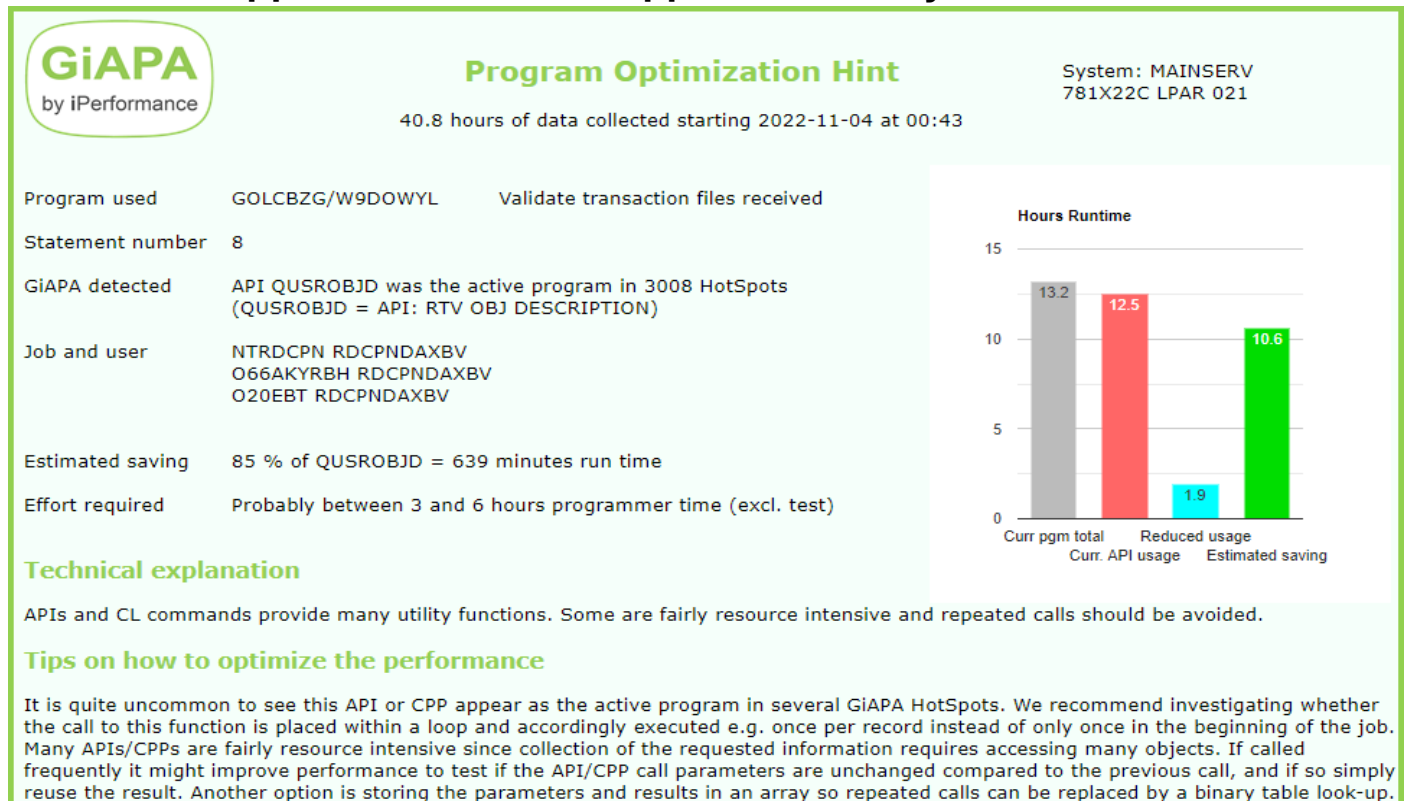 GiAPA
by iPerformance
Program Optimization Hint
System: MAINSERV
781X22C LPAR 021
40.8 hours of data collected starting 2022-11-04 at 00:43
Program used GOLCBZG/W9DOWYL Validate transaction files received
Statement number 8
GiAPA detected API QUSROBJD was the active program in 3008 HotSpots
(QUSROBJD = API: RTV OBJ DESCRIPTION)
Job and user NTRDCPN RDCPNDAXBV
O66AKYRBH RDCPNDAXBV
O20EBT RDCPNDAXBV
Estimated saving 85 % of QUSROBJD = 639 minutes run time
Effort required Probably between 3 and 6 hours programmer time (excl. test)
Hours Runtime
15
10
5
0
13.2
12.5
1.9
10.6
Curr pgm total Reduced usage
Curr. API usage Estimated saving
Technical explanation
APIs and CL commands provide many utility functions. Some are fairly resource intensive and repeated calls should be avoided.
Tips on how to optimize the performance
It is quite uncommon to see this API or CPP appear as the active program in several GiAPA HotSpots. We recommend investigating whether
the call to this function is placed within a loop and accordingly executed e.g. once per record instead of only once in the beginning of the job.
Many APIs/CPPs are fairly resource intensive since collection of the requested information requires accessing many objects. If called
frequently it might improve performance to test if the API/CPP call parameters are unchanged compared to the previous call, and if so simply
reuse the result. Another option is storing the parameters and results in an array so repeated calls can be replaced by a binary table look-up.